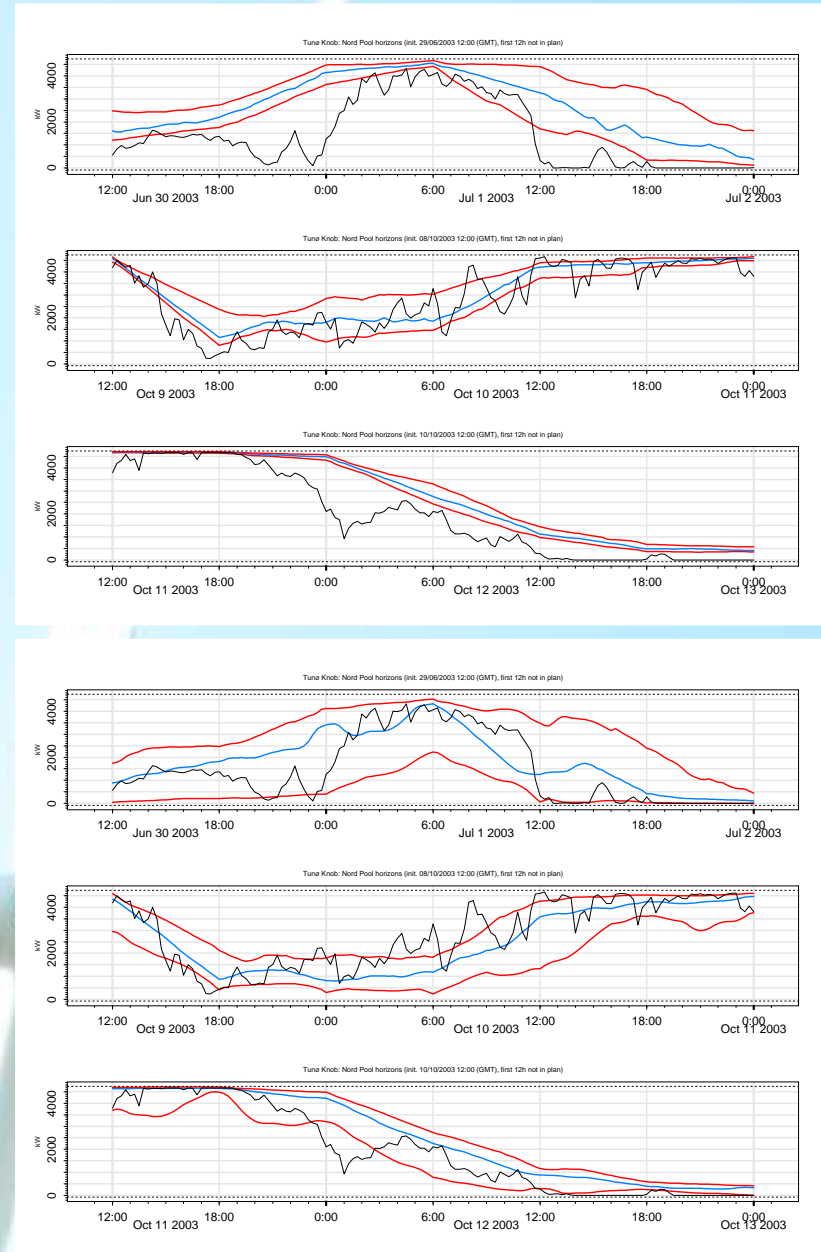 Tunø Knob: Nord Pool horizons (init. 29/06/2003 12:00 (GMT), first 12h not in plan)
kW
4000
2000
0
12:00 18:00 0:00 6:00 12:00 18:00 0:00
Jun 30 2003 Jul 1 2003 Jul 2 2003
Tunø Knob: Nord Pool horizons (init. 08/10/2003 12:00 (GMT), first 12h not in plan)
kW
4000
2000
0
12:00 18:00 0:00 6:00 12:00 18:00 0:00
Oct 9 2003 Oct 10 2003 Oct 11 2003
Tunø Knob: Nord Pool horizons (init. 10/10/2003 12:00 (GMT), first 12h not in plan)
kW
4000
2000
0
12:00 18:00 0:00 6:00 12:00 18:00 0:00
Oct 11 2003 Oct 12 2003 Oct 13 2003
Tunø Knob: Nord Pool horizons (init. 29/06/2003 12:00 (GMT), first 12h not in plan)
kW
4000
2000
0
12:00 18:00 0:00 6:00 12:00 18:00 0:00
Jun 30 2003 Jul 1 2003 Jul 2 2003
Tunø Knob: Nord Pool horizons (init. 08/10/2003 12:00 (GMT), first 12h not in plan)
kW
4000
2000
0
12:00 18:00 0:00 6:00 12:00 18:00 0:00
Oct 9 2003 Oct 10 2003 Oct 11 2003
Tunø Knob: Nord Pool horizons (init. 10/10/2003 12:00 (GMT), first 12h not in plan)
kW
4000
2000
0
12:00 18:00 0:00 6:00 12:00 18:00 0:00
Oct 11 2003 Oct 12 2003 Oct 13 2003